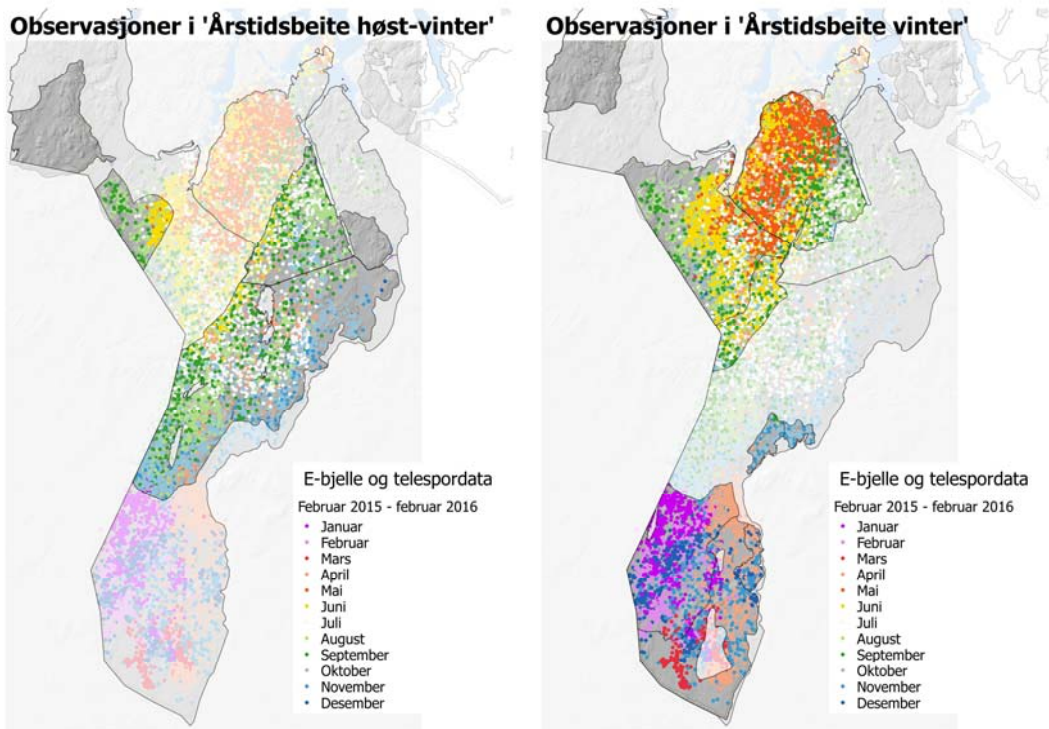 Observasjoner i 'Årstidsbeite høst-vinter'
E-bjelle og telespordata
Februar 2015 - februar 2016
Januar
Februar
Mars
April
Mai
Juni
Juli
August
September
Oktober
November
Desember
Observasjoner i 'Årstidsbeite vinter'
E-bjelle og telespordata
Februar 2015 - februar 2016
Januar
Februar
Mars
April
Mai
Juni
Juli
August
September
Oktober
November
Desember